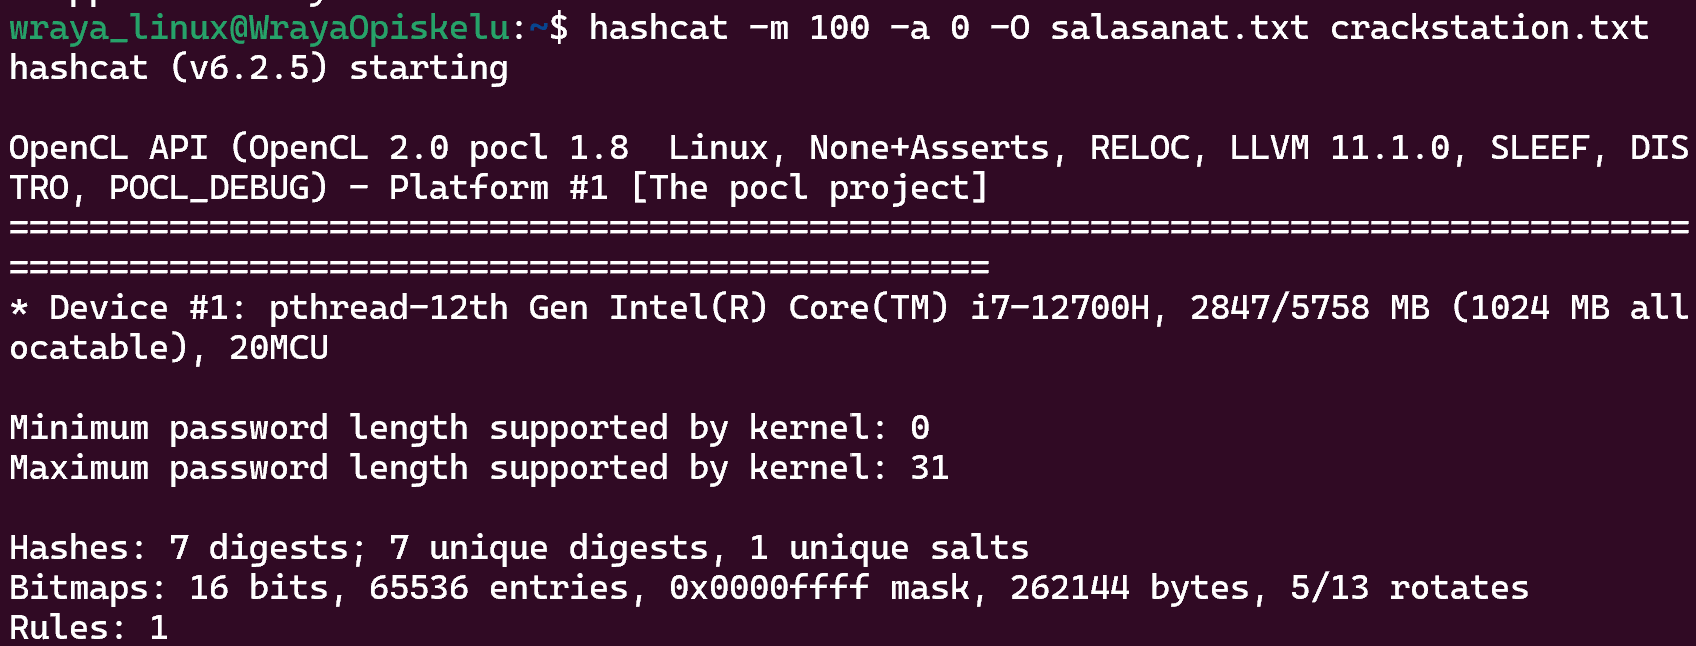 wraya_linux@WrayaOpiskelu:~$ hashcat -m 100 -a 0 -O salasanat.txt crackstation.txt
hashcat (v6.2.5) starting
OpenCL API (OpenCL 2.0 pocl 1.8  Linux, None+Asserts, RELOC, LLVM 11.1.0, SLEEF, DIS
TRO, POCL_DEBUG) - Platform #1 [The pocl project]
====================================================================================
=================================================
* Device #1: pthread-12th Gen Intel(R) Core(TM) i7-12700H, 2847/5758 MB (1024 MB all
ocatable), 20MCU
Minimum password length supported by kernel: 0
Maximum password length supported by kernel: 31
Hashes: 7 digests; 7 unique digests, 1 unique salts
Bitmaps: 16 bits, 65536 entries, 0x0000ffff mask, 262144 bytes, 5/13 rotates
Rules: 1